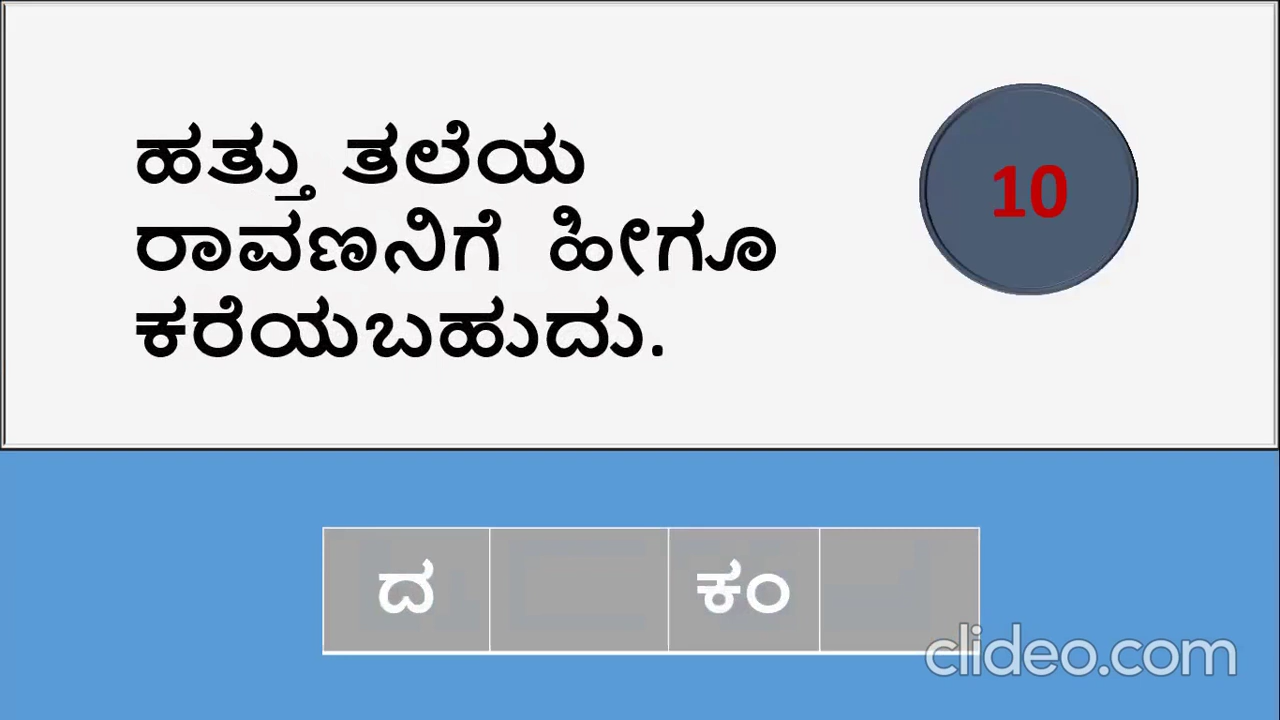 ಹತ್ತು ತಲೆಯ
10
ರಾವಣನಿಗೆ ಹೀಗೂ
ಕರೆಯಬಹುದು.
ದ ಕಂ
clideo.com